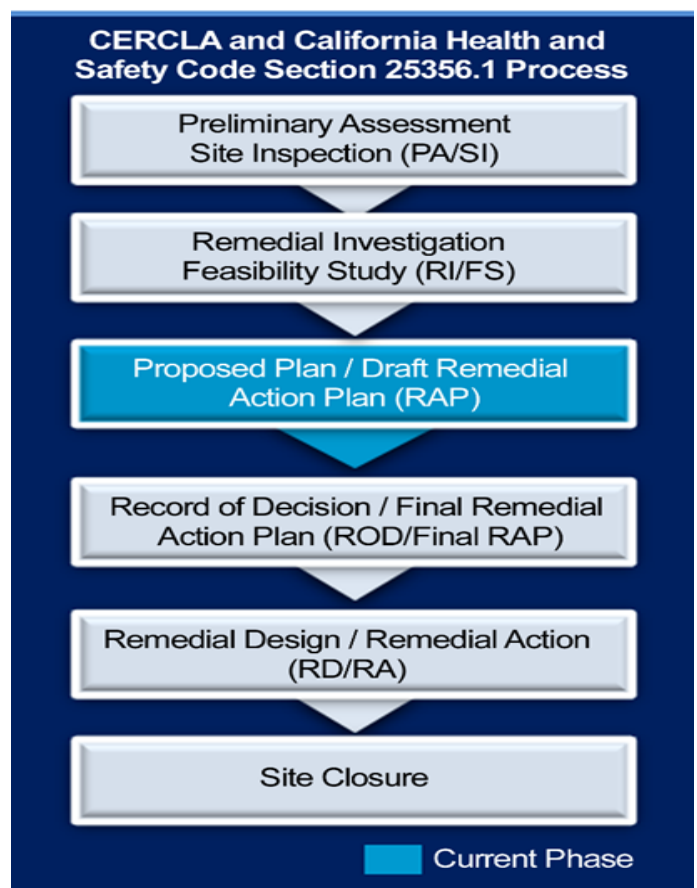 CERCLA and California Health and
Safety Code Section 25356.1 Process
Preliminary Assessment
Site Inspection (PA/SI)
Remedial Investigation
Feasibility Study (RI/FS)
Proposed Plan / Draft Remedial
Action Plan (RAP)
Record of Decision / Final Remedial
Action Plan (ROD/Final RAP)
Remedial Design / Remedial Action
(RD/RA)
Site Closure
Current Phase